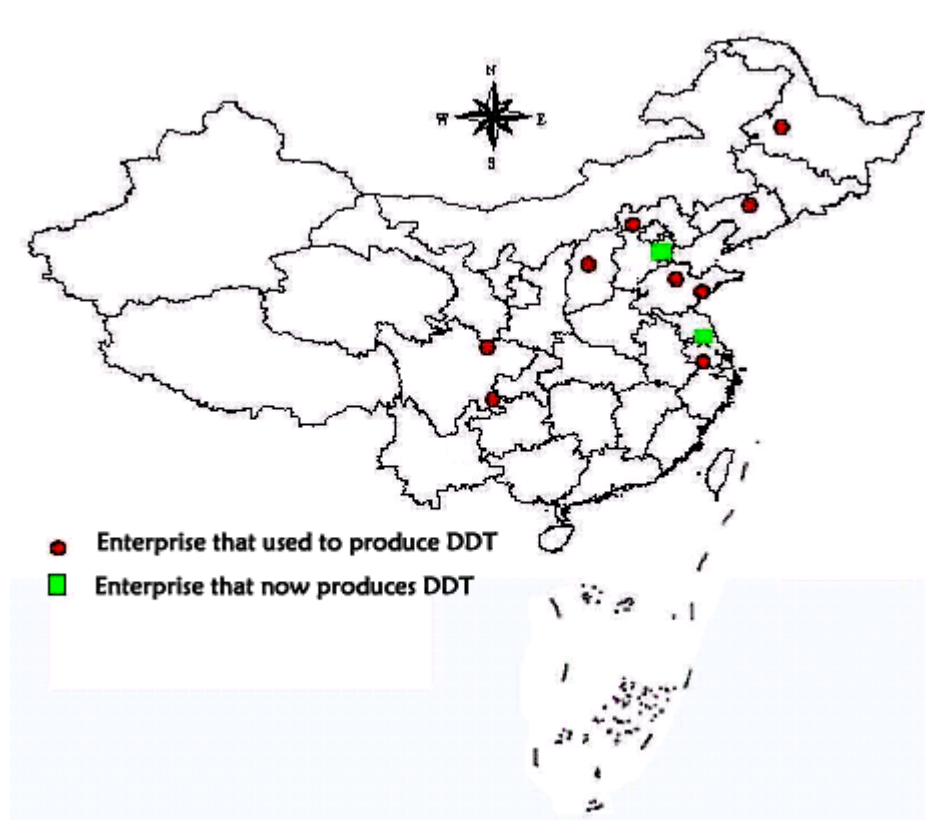 N
W E
S
Enterprise that used to produce DDT
Enterprise that now produces DDT